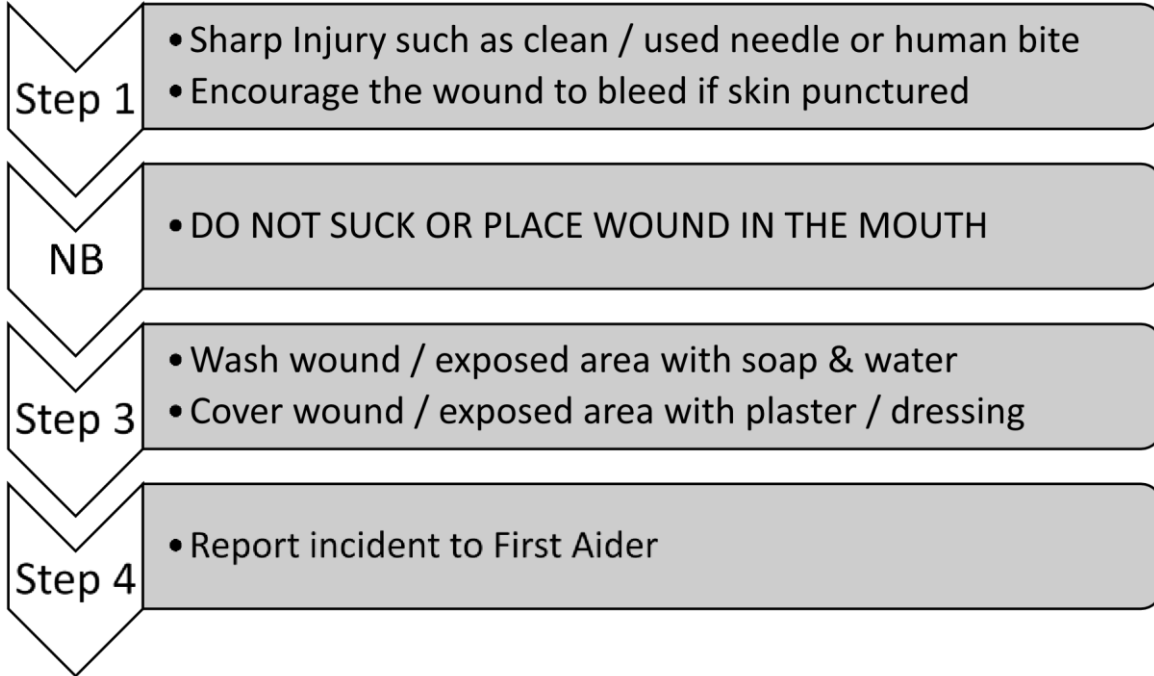 Step 1
• Sharp Injury such as clean / used needle or human bite
• Encourage the wound to bleed if skin punctured
NB
• DO NOT SUCK OR PLACE WOUND IN THE MOUTH
Step 3
• Wash wound / exposed area with soap & water
• Cover wound / exposed area with plaster / dressing
Step 4
• Report incident to First Aider